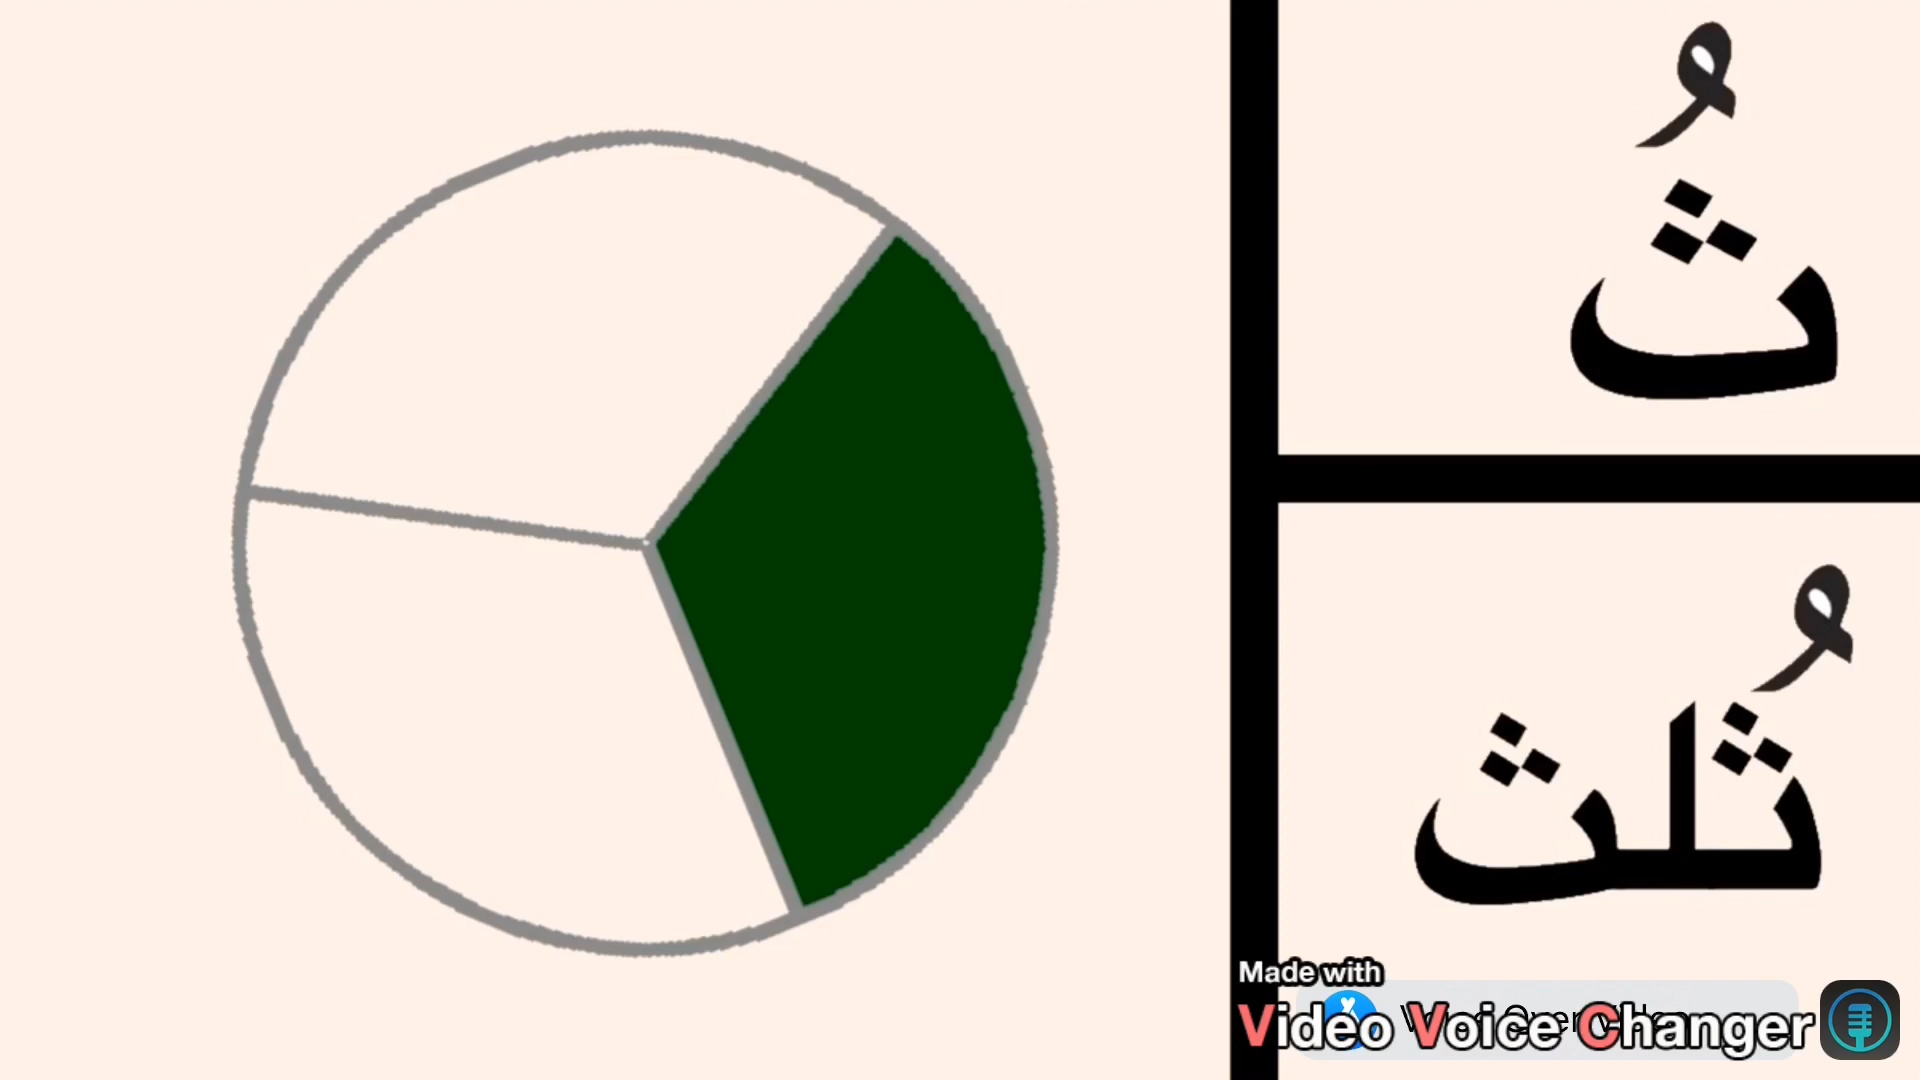 ثُ
ثُلث
Made with
Video Voice Changer